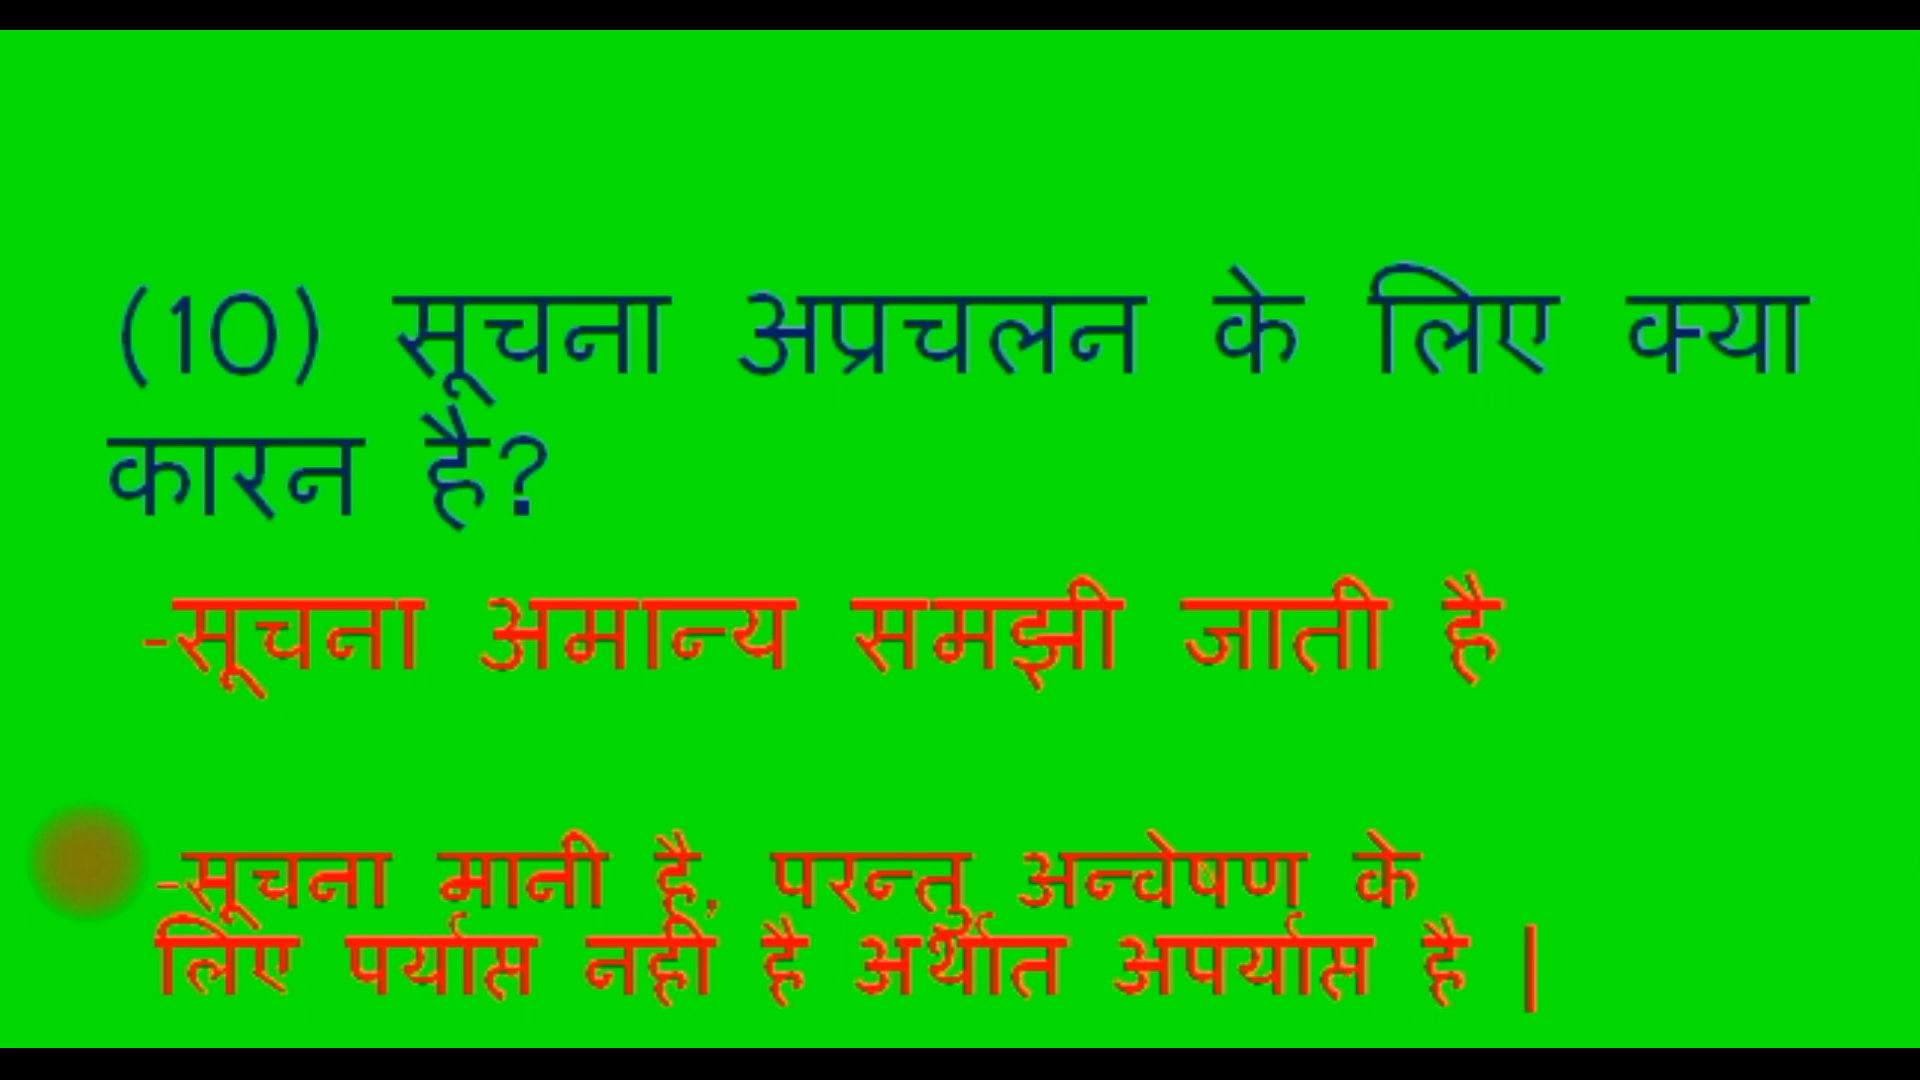 (10) सूचना अप्रचलन के लिए क्या
कारन है?
-सूचना अमान्य समझी जाती है
-सूचना मानी है, परन्तु अन्वेषण के
लिए पर्याप्त नहीं है अर्थात अपर्याप्त है |